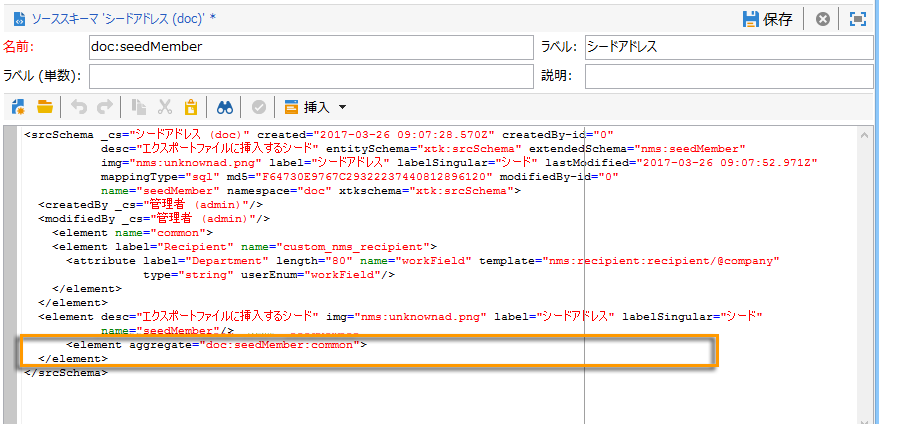 ソーススキーマ 'シードアドレス (doc)' *
保存
名前: doc:seedMember
ラベル: シードアドレス
ラベル (単数):
説明:
挿入
<srcSchema _cs="シードアドレス (doc)" created="2017-03-26 09:07:28.570Z" createdBy-id="0"
desc="エクスポートファイルに挿入するシード" entitySchema="xtk:srcSchema" extendedSchema="nms:seedMember"
img="nms:unknownad.png" label="シードアドレス" labelSingular="シード" lastModified="2017-03-26 09:07:52.971Z"
mappingType="sql" md5="F64730E9767C29322237440812896120" modifiedBy-id="0"
name="seedMember" namespace="doc" xtkschema="xtk:srcSchema">
<createdBy _cs="管理者 (admin)"/>
<modifiedBy _cs="管理者 (admin)"/>
<element name="common">
<element label="Recipient" name="custom_nms_recipient">
<attribute label="Department" length="80" name="workField" template="nms:recipient:recipient/@company"
type="string" userEnum="workField"/>
</element>
</element>
<element desc="エクスポートファイルに挿入するシード" img="nms:unknownad.png" label="シードアドレス" labelSingular="シード"
name="seedMember"/>
<element aggregate="doc:seedMember:common">
</element>
</srcSchema>